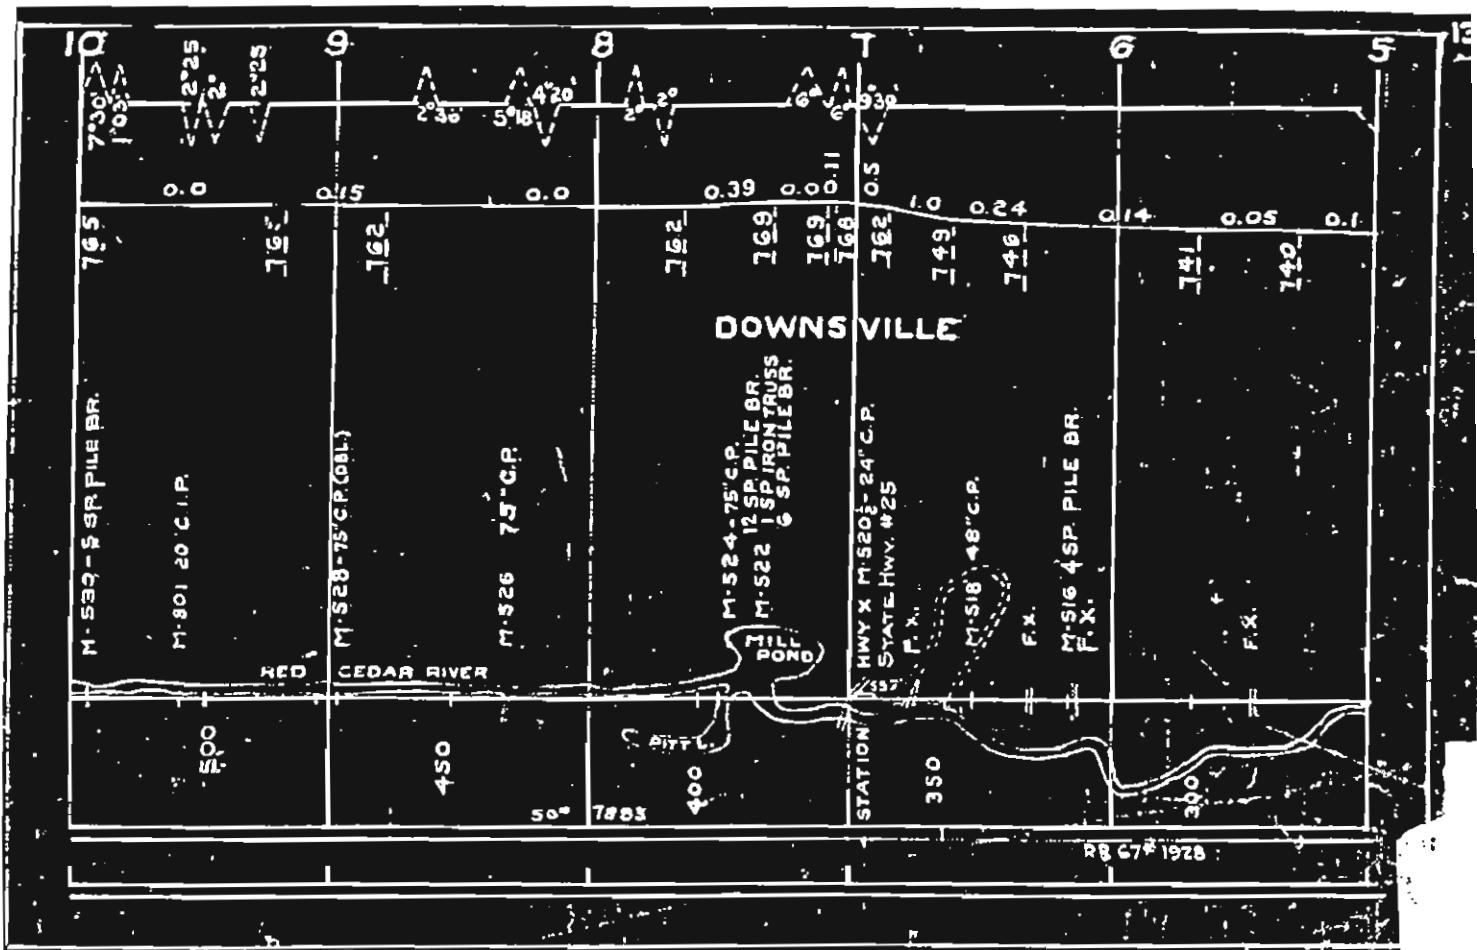 10 9 8 7 6 5 13
7°30' 1°03' 2°25 2° 2°25 2°30' 5°18 4°20' 2° 2° 6° 6° 9°30'
0.0 0.15 0.0 0.39 0.00 0.11 0.5 1.0 0.24 0.14 0.05 0.1
765 762 762 769 769 768 762 749 746 741 740
DOWNSVILLE
M-539-5 SP. PILE BR.
M-801 20" C.I.P.
M-528-75" C.P. (DBL.)
M-526 75" C.P.
M-524-75" C.P.
12 SP. PILE BR.
M-522 1 SP IRON TRUSS
6 SP. PILE BR.
HWY X M-520½-24" C.P.
STATE HWY. #25
F.X.
M-518 48" C.P.
F.X.
M-516 4 SP. PILE BR.
F.X.
F.X.
MILL
POND
RED CEDAR RIVER
STATION
500 450 400 350 300
50# 7883
RB 67# 1928